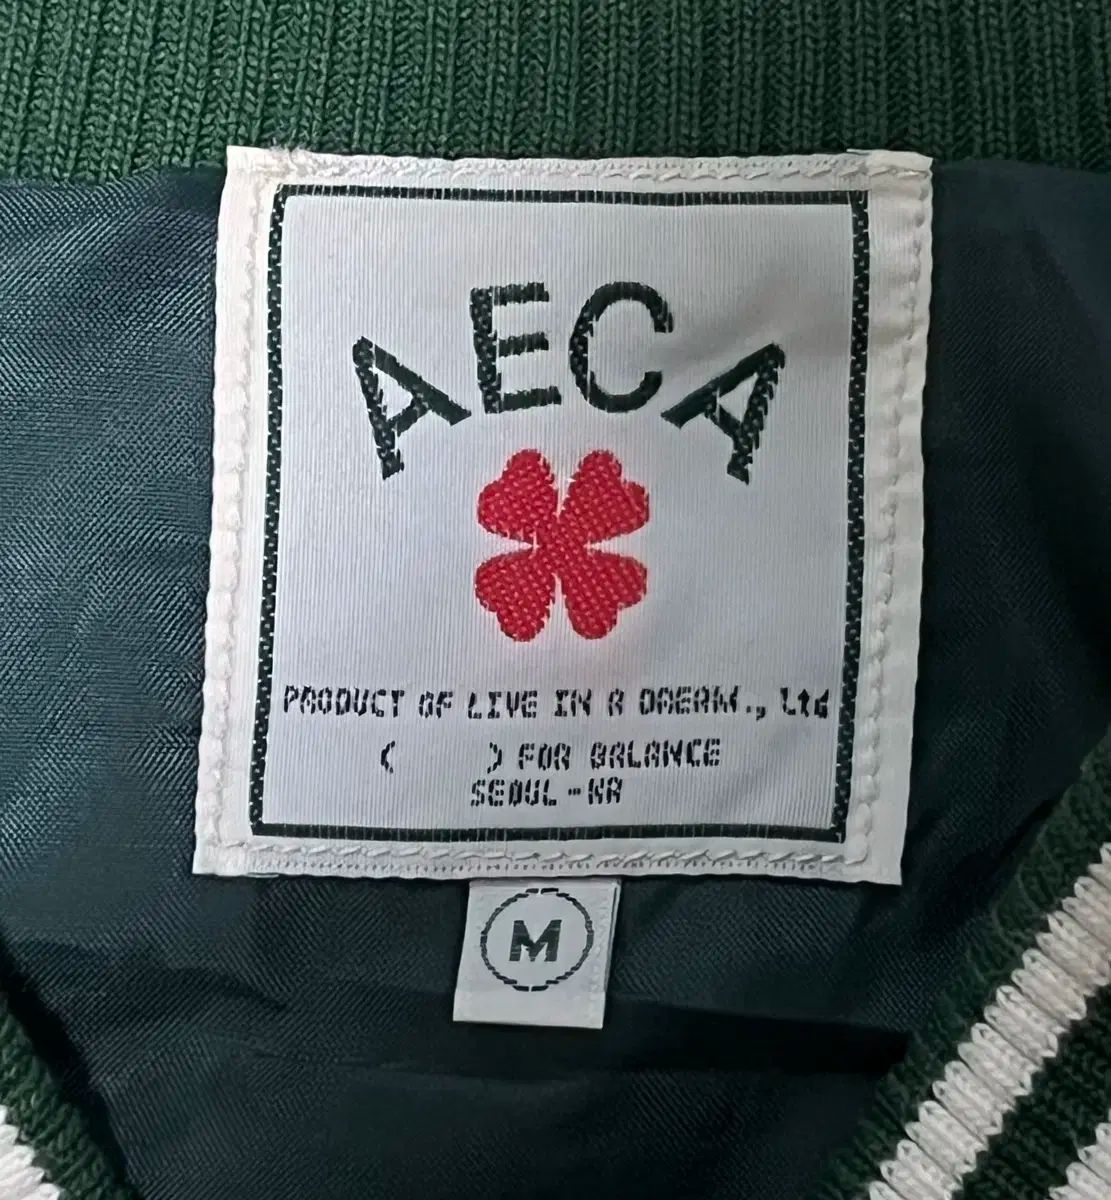 AECA
PRODUCT OF LIVE IN A DREAM., Ltd
( ) FOR BALANCE
SEOUL-KR
M